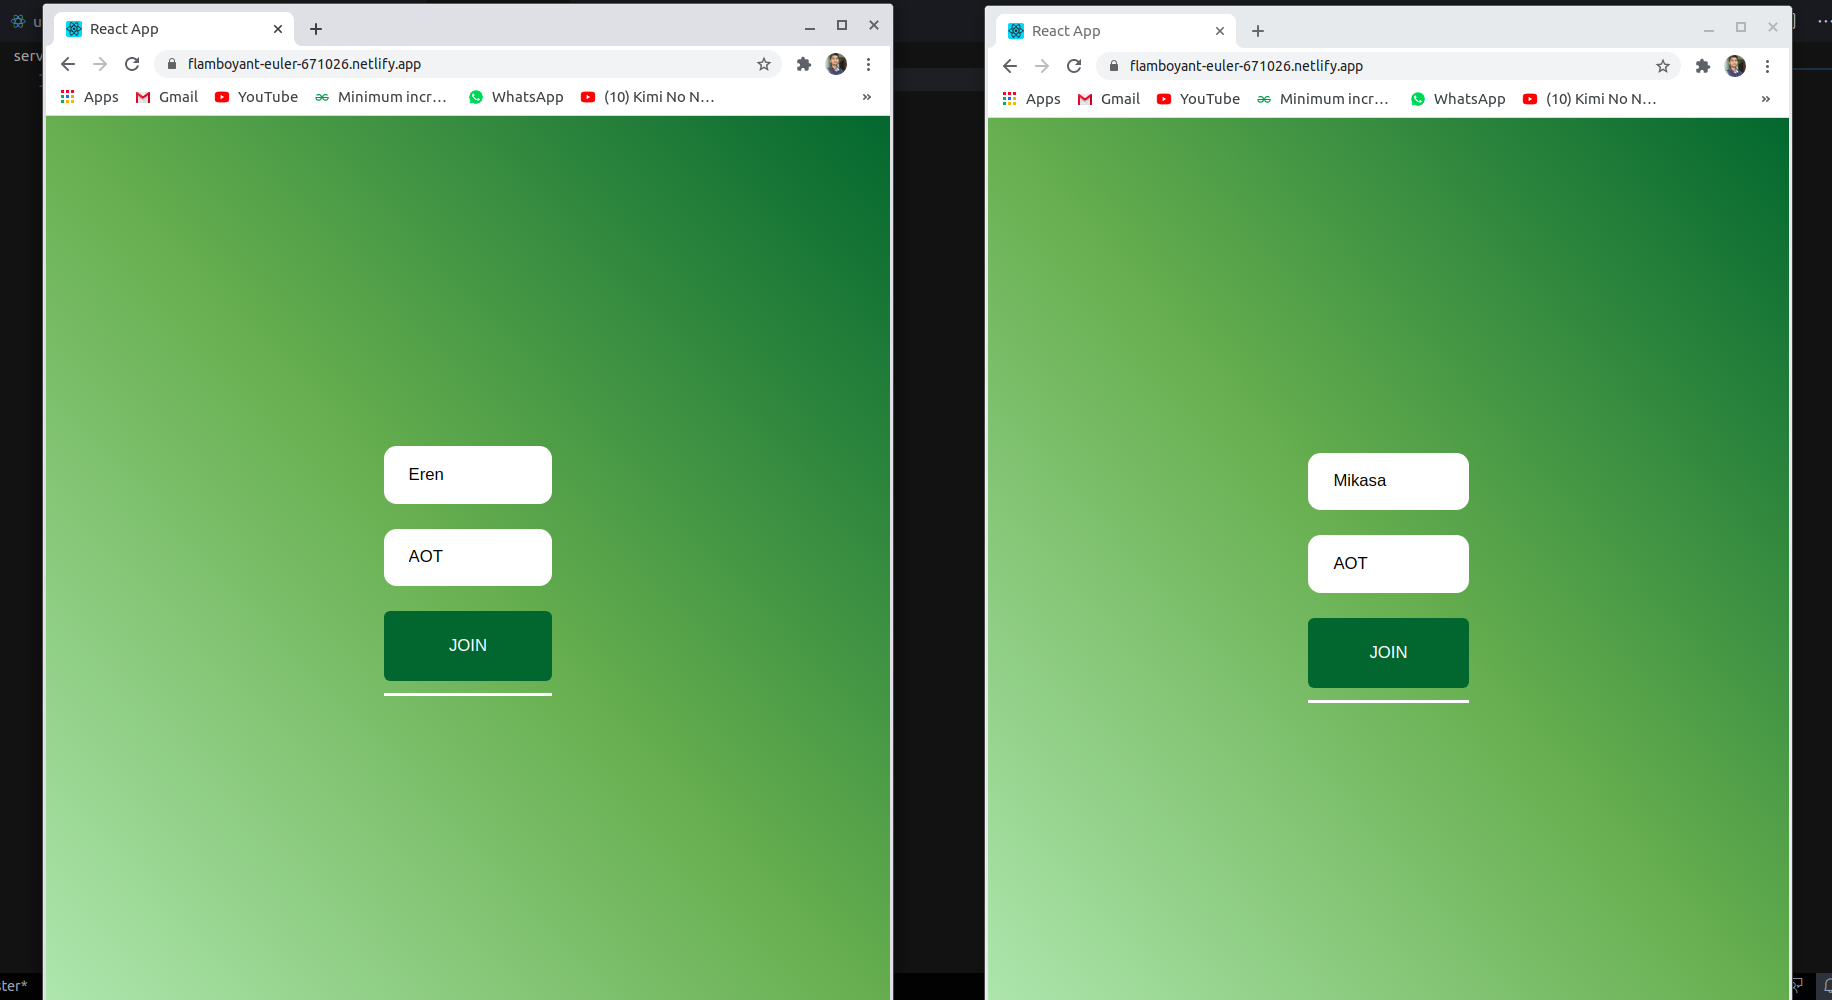 u
serv
ster*
React App
flamboyant-euler-671026.netlify.app
Apps Gmail YouTube Minimum incr... WhatsApp (10) Kimi No N... »
Eren
AOT
JOIN
React App
flamboyant-euler-671026.netlify.app
Apps Gmail YouTube Minimum incr... WhatsApp (10) Kimi No N... »
Mikasa
AOT
JOIN